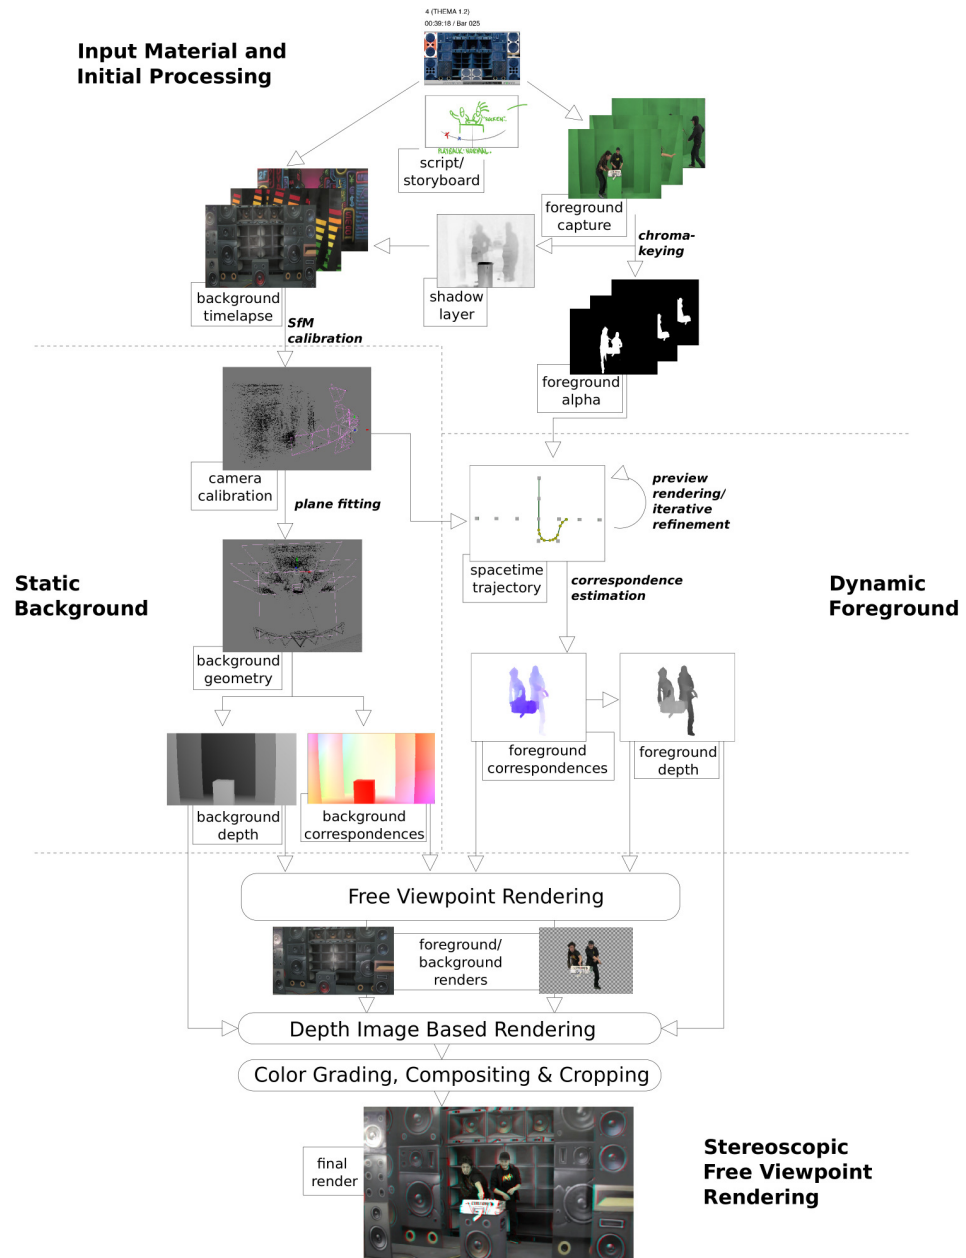 4 (THEMA 1.2)
00:39:18 / Bar 025
Input Material and
Initial Processing
PLAYBACK: NORMAL.
script/
storyboard
foreground
capture
chroma-
keying
background
timelapse
shadow
layer
SfM
calibration
foreground
alpha
camera
calibration
plane fitting
preview
rendering/
iterative
refinement
spacetime
trajectory
correspondence
estimation
Static
Background
Dynamic
Foreground
background
geometry
foreground
correspondences
foreground
depth
background
depth
background
correspondences
Free Viewpoint Rendering
foreground/
background
renders
Depth Image Based Rendering
Color Grading, Compositing & Cropping
final
render
Stereoscopic
Free Viewpoint
Rendering